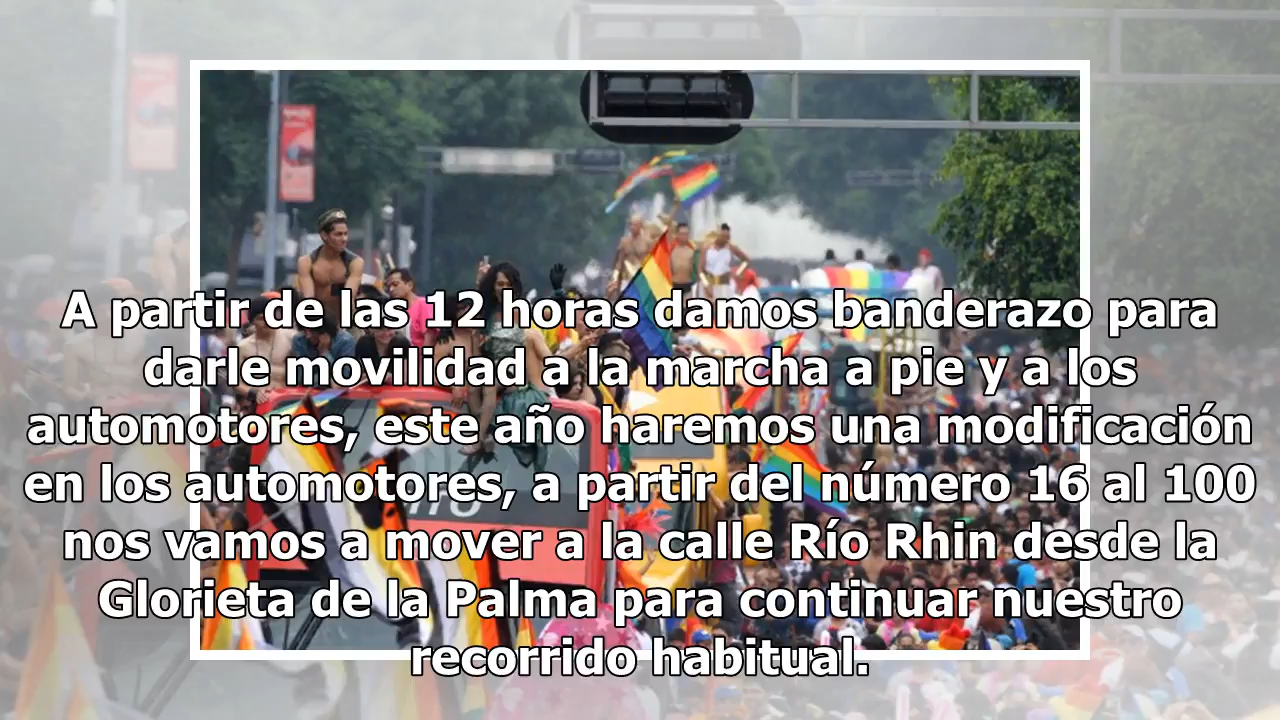 A partir de las 12 horas damos banderazo para
darle movilidad a la marcha a pie y a los
automotores, este año haremos una modificación
en los automotores, a partir del número 16 al 100
nos vamos a mover a la calle Río Rhin desde la
Glorieta de la Palma para continuar nuestro
recorrido habitual.